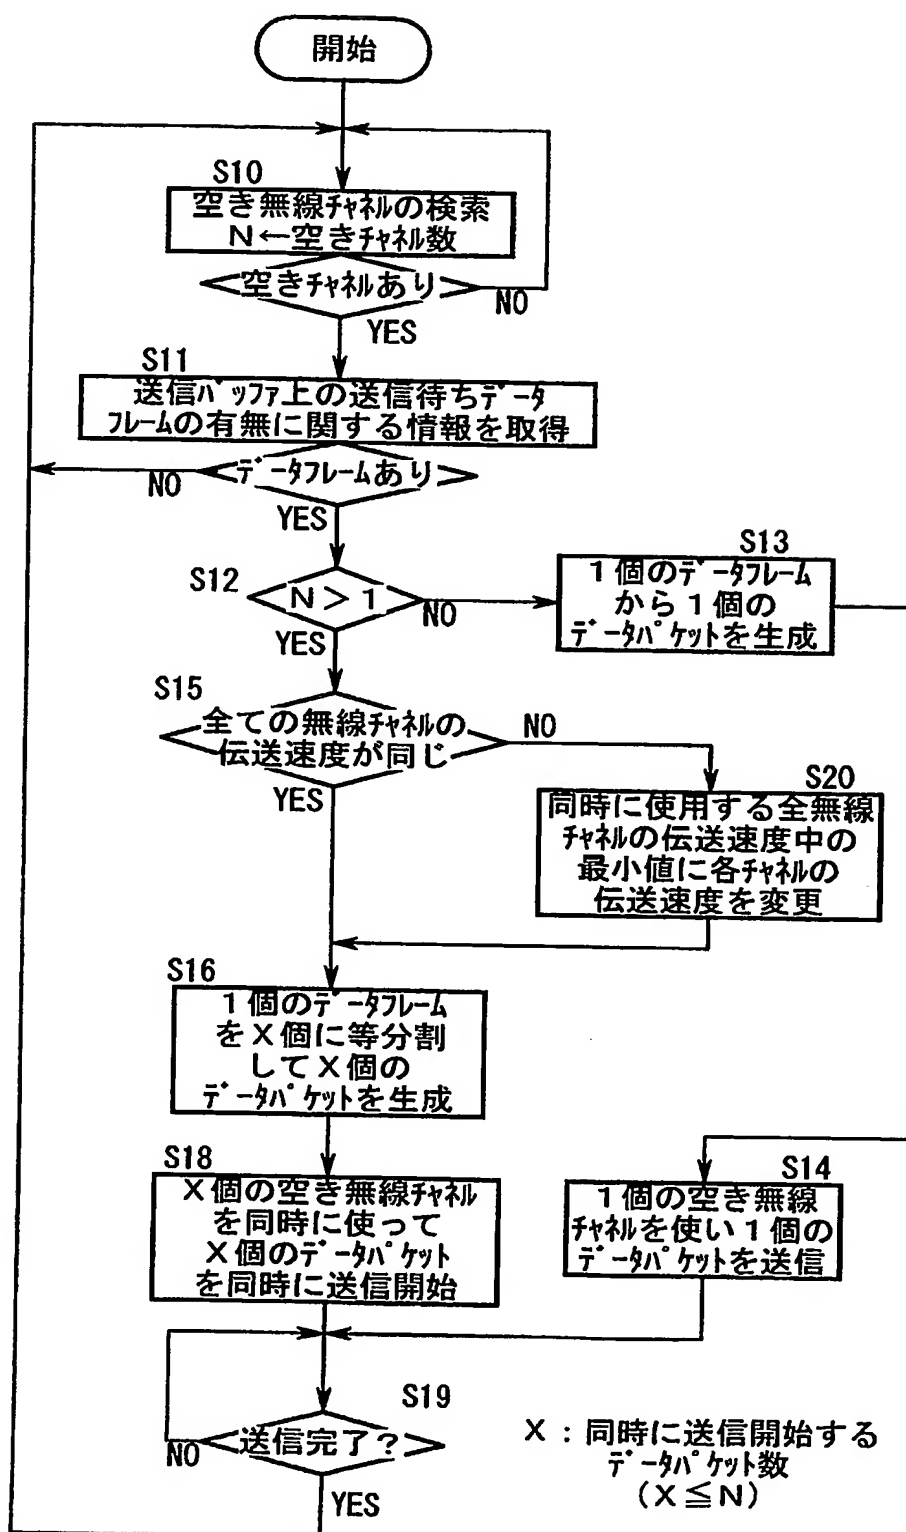 開始
S10
空き無線ﾁｬﾈﾙの検索
N←空きﾁｬﾈﾙ数
空きﾁｬﾈﾙあり
NO
YES
S11
送信ﾊﾞｯﾌｧ上の送信待ちﾃﾞｰﾀ
ﾌﾚｰﾑの有無に関する情報を取得
ﾃﾞｰﾀﾌﾚｰﾑあり
NO
YES
S12
N>1
NO
YES
S13
1個のﾃﾞｰﾀﾌﾚｰﾑ
から1個の
ﾃﾞｰﾀﾊﾟｹｯﾄを生成
S15
全ての無線ﾁｬﾈﾙの
伝送速度が同じ
NO
YES
S20
同時に使用する全無線
ﾁｬﾈﾙの伝送速度中の
最小値に各ﾁｬﾈﾙの
伝送速度を変更
S16
1個のﾃﾞｰﾀﾌﾚｰﾑ
をX個に等分割
してX個の
ﾃﾞｰﾀﾊﾟｹｯﾄを生成
S18
X個の空き無線ﾁｬﾈﾙ
を同時に使って
X個のﾃﾞｰﾀﾊﾟｹｯﾄ
を同時に送信開始
S14
1個の空き無線
ﾁｬﾈﾙを使い1個の
ﾃﾞｰﾀﾊﾟｹｯﾄを送信
S19
送信完了?
NO
YES
X:同時に送信開始する
ﾃﾞｰﾀﾊﾟｹｯﾄ数
(X≦N)